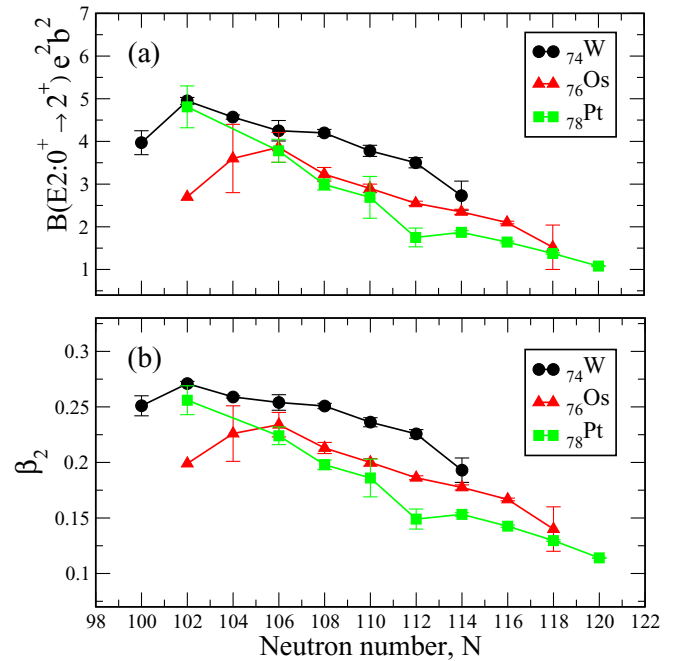 7
6
5
4
3
2
1
B(E2:0⁺ → 2⁺) e²b²
(a)
₇₄W
₇₆Os
₇₈Pt
0.3
0.25
0.2
0.15
0.1
β₂
(b)
₇₄W
₇₆Os
₇₈Pt
98 100 102 104 106 108 110 112 114 116 118 120 122
Neutron number, N